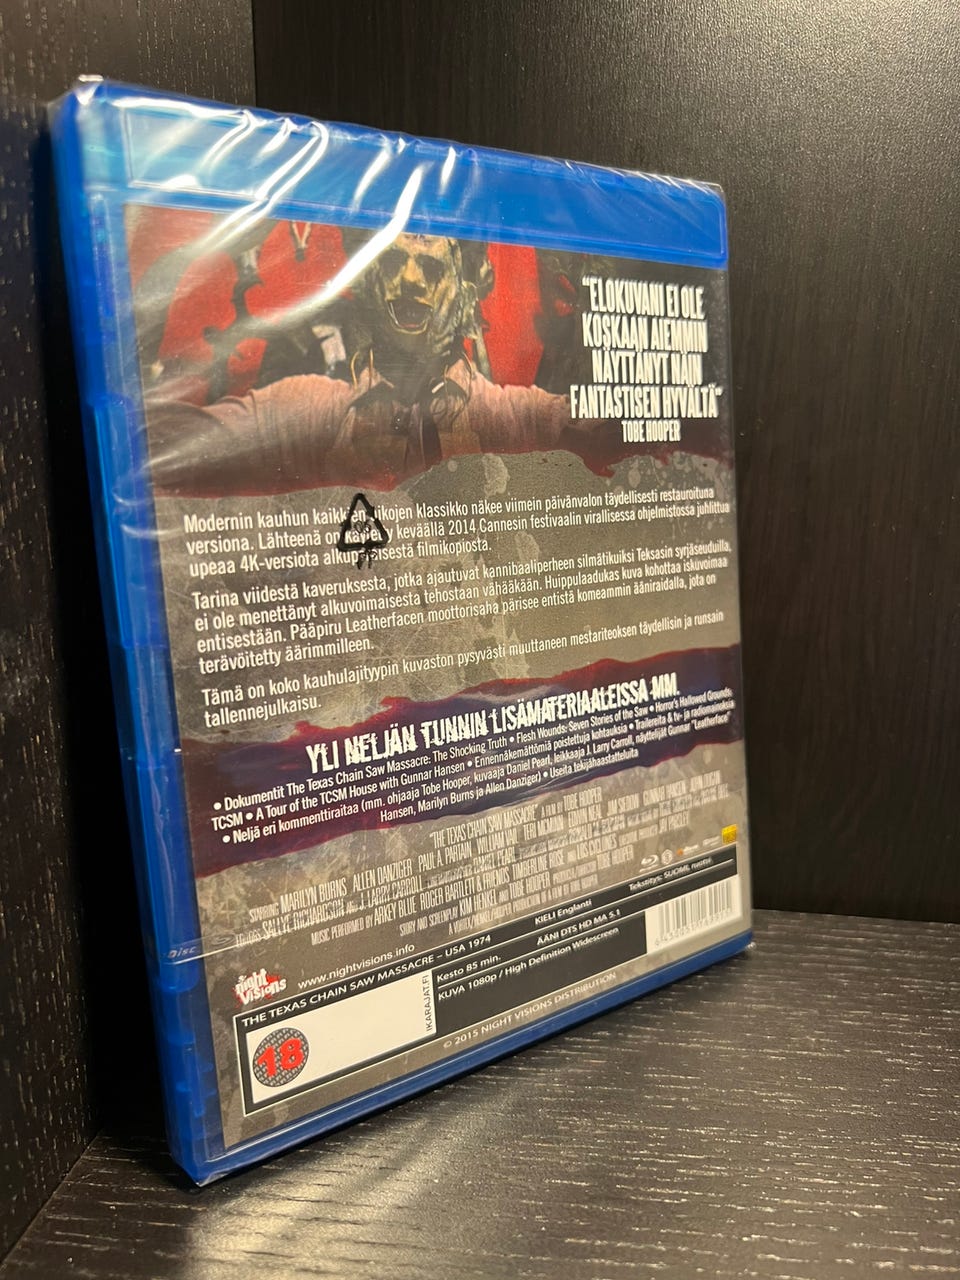 "ELOKUVANI EI OLE
KOSKAAN AIEMMIN
NÄYTTÄNYT NÄIN
FANTASTISEN HYVÄLTÄ"
TOBE HOOPER
Modernin kauhun kaikkien aikojen klassikko näkee viimein päivänvalon täydellisesti restauroituna
versiona. Lähteenä on käytetty keväällä 2014 Cannesin festivaalin virallisessa ohjelmistossa juhlittua
upeaa 4K-versiota alkuperäisestä filmikopiosta.
Tarina viidestä kaveruksesta, jotka ajautuvat kannibaaliperheen silmätikuiksi Teksasin syrjäseuduilla,
ei ole menettänyt alkuvoimaisesta tehostaan vähääkään. Huippulaadukas kuva kohottaa iskuvoimaa
entisestään. Pääpiru Leatherfacen moottorisaha pärisee entistä komeammin ääniraidalla, jota on
terävöitetty äärimmilleen.
Tämä on koko kauhulajityypin kuvaston pysyvästi muuttaneen mestariteoksen täydellisin ja runsain
tallennejulkaisu.
YLI NELJÄN TUNNIN LISÄMATERIAALEISSA MM.
• Dokumentit The Texas Chain Saw Massacre: The Shocking Truth • Flesh Wounds: Seven Stories of the Saw • Horror's Hallowed Grounds:
TCSM • A Tour of the TCSM House with Gunnar Hansen • Ennennäkemättömiä poistettuja kohtauksia • Trailereita & tv- ja radiomainoksia
• Neljä eri kommenttiraitaa (mm. ohjaaja Tobe Hooper, kuvaaja Daniel Pearl, leikkaaja J. Larry Carroll, näyttelijät Gunnar "Leatherface"
Hansen, Marilyn Burns ja Allen Danziger) • Useita tekijähaastatteluita
"THE TEXAS CHAIN SAW MASSACRE" A FILM BY TOBE HOOPER
STARRING MARILYN BURNS ALLEN DANZIGER PAUL A. PARTAIN WILLIAM VAIL TERI MCMINN EDWIN NEAL JIM SIEDOW GUNNAR HANSEN JOHN DUGAN
EDITORS SALLYE RICHARDSON AND J. LARRY CARROLL DANIEL PEARL
MUSIC PERFORMED BY ARKEY BLUE ROGER BARTLETT & FRIENDS TIMBERLINE ROSE AND LOS CYCLONES
STORY AND SCREENPLAY KIM HENKEL AND TOBE HOOPER TOBE HOOPER
Disc
night
Visions
www.nightvisions.info
THE TEXAS CHAIN SAW MASSACRE – USA 1974
KIELI Englanti
Tekstitys: SUOMI, ruotsi
Kesto 85 min.
ÄÄNI DTS HD MA 5.1
KUVA 1080p / High Definition Widescreen
IKARAJAT.FI
18
© 2015 NIGHT VISIONS DISTRIBUTION